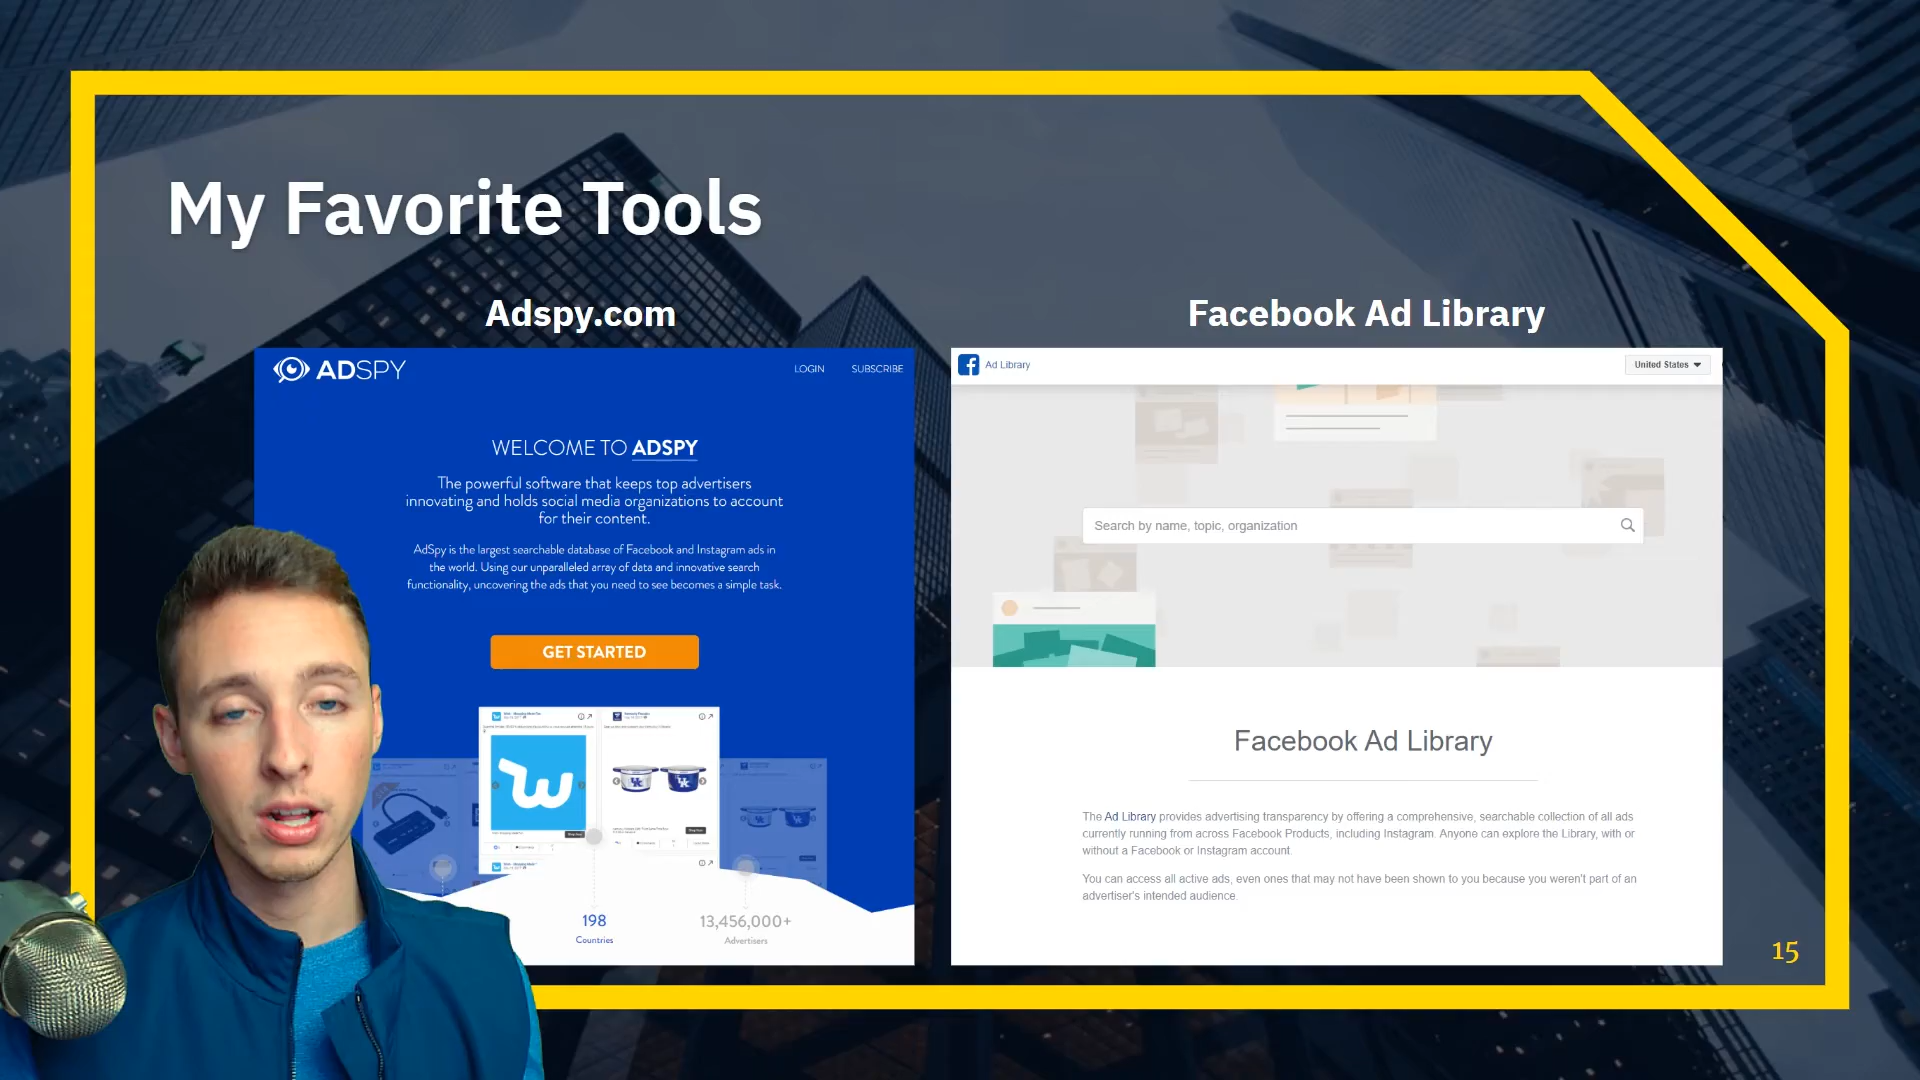 My Favorite Tools
Adspy.com
ADSPY
LOGIN
SUBSCRIBE
WELCOME TO ADSPY
The powerful software that keeps top advertisers
innovating and holds social media organizations to account
for their content.
AdSpy is the largest searchable database of Facebook and Instagram ads in
the world. Using our unparalleled array of data and innovative search
functionality, uncovering the ads that you need to see becomes a simple task.
GET STARTED
198
Countries
13,456,000+
Advertisers
Facebook Ad Library
Ad Library
United States
Search by name, topic, organization
Facebook Ad Library
The Ad Library provides advertising transparency by offering a comprehensive, searchable collection of all ads
currently running from across Facebook Products, including Instagram. Anyone can explore the Library, with or
without a Facebook or Instagram account.
You can access all active ads, even ones that may not have been shown to you because you weren't part of an
advertiser's intended audience.
15